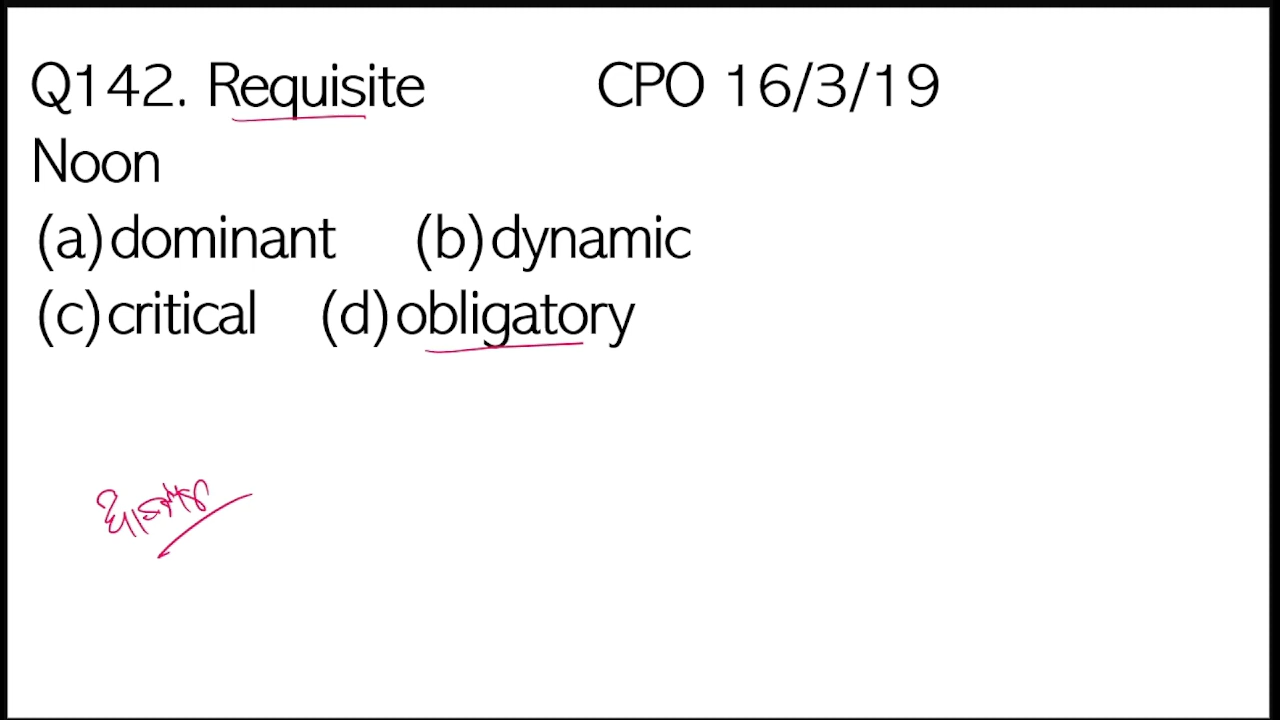 Q142. Requisite CPO 16/3/19
Noon
(a)dominant (b)dynamic
(c)critical (d)obligatory